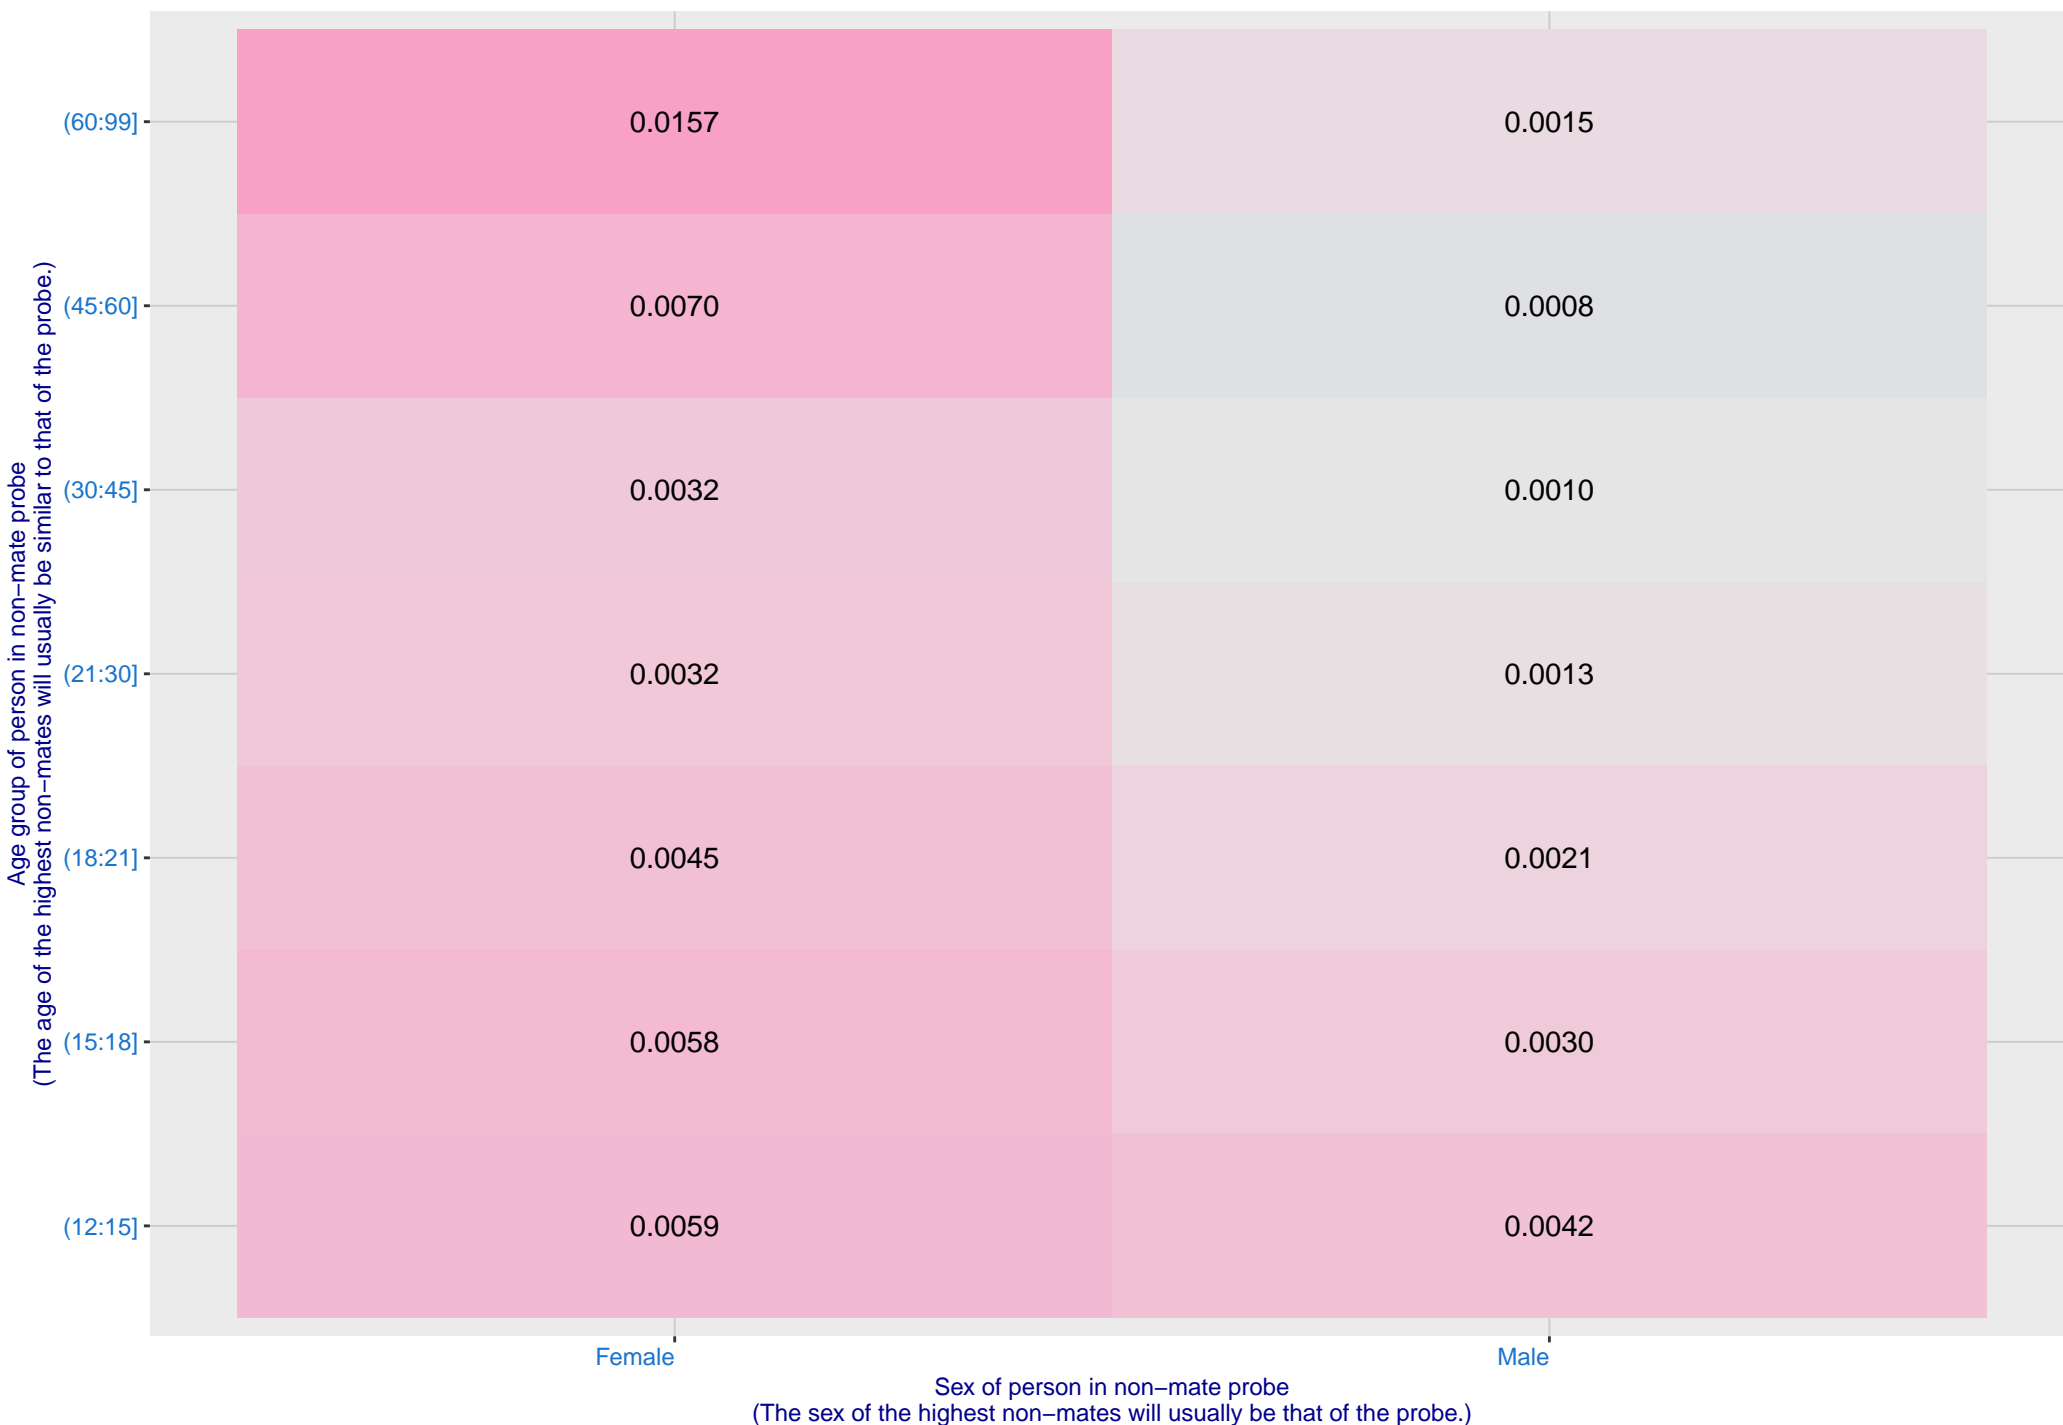 Age group of person in non−mate probe
(The age of the highest non−mates will usually be similar to that of the probe.)
(60:99] 0.0157 0.0015
(45:60] 0.0070 0.0008
(30:45] 0.0032 0.0010
(21:30] 0.0032 0.0013
(18:21] 0.0045 0.0021
(15:18] 0.0058 0.0030
(12:15] 0.0059 0.0042
Female Male
Sex of person in non−mate probe
(The sex of the highest non−mates will usually be that of the probe.)